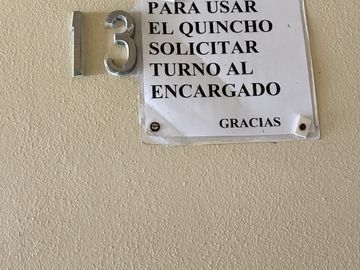 13
PARA USAR
EL QUINCHO
SOLICITAR
TURNO AL
ENCARGADO
GRACIAS